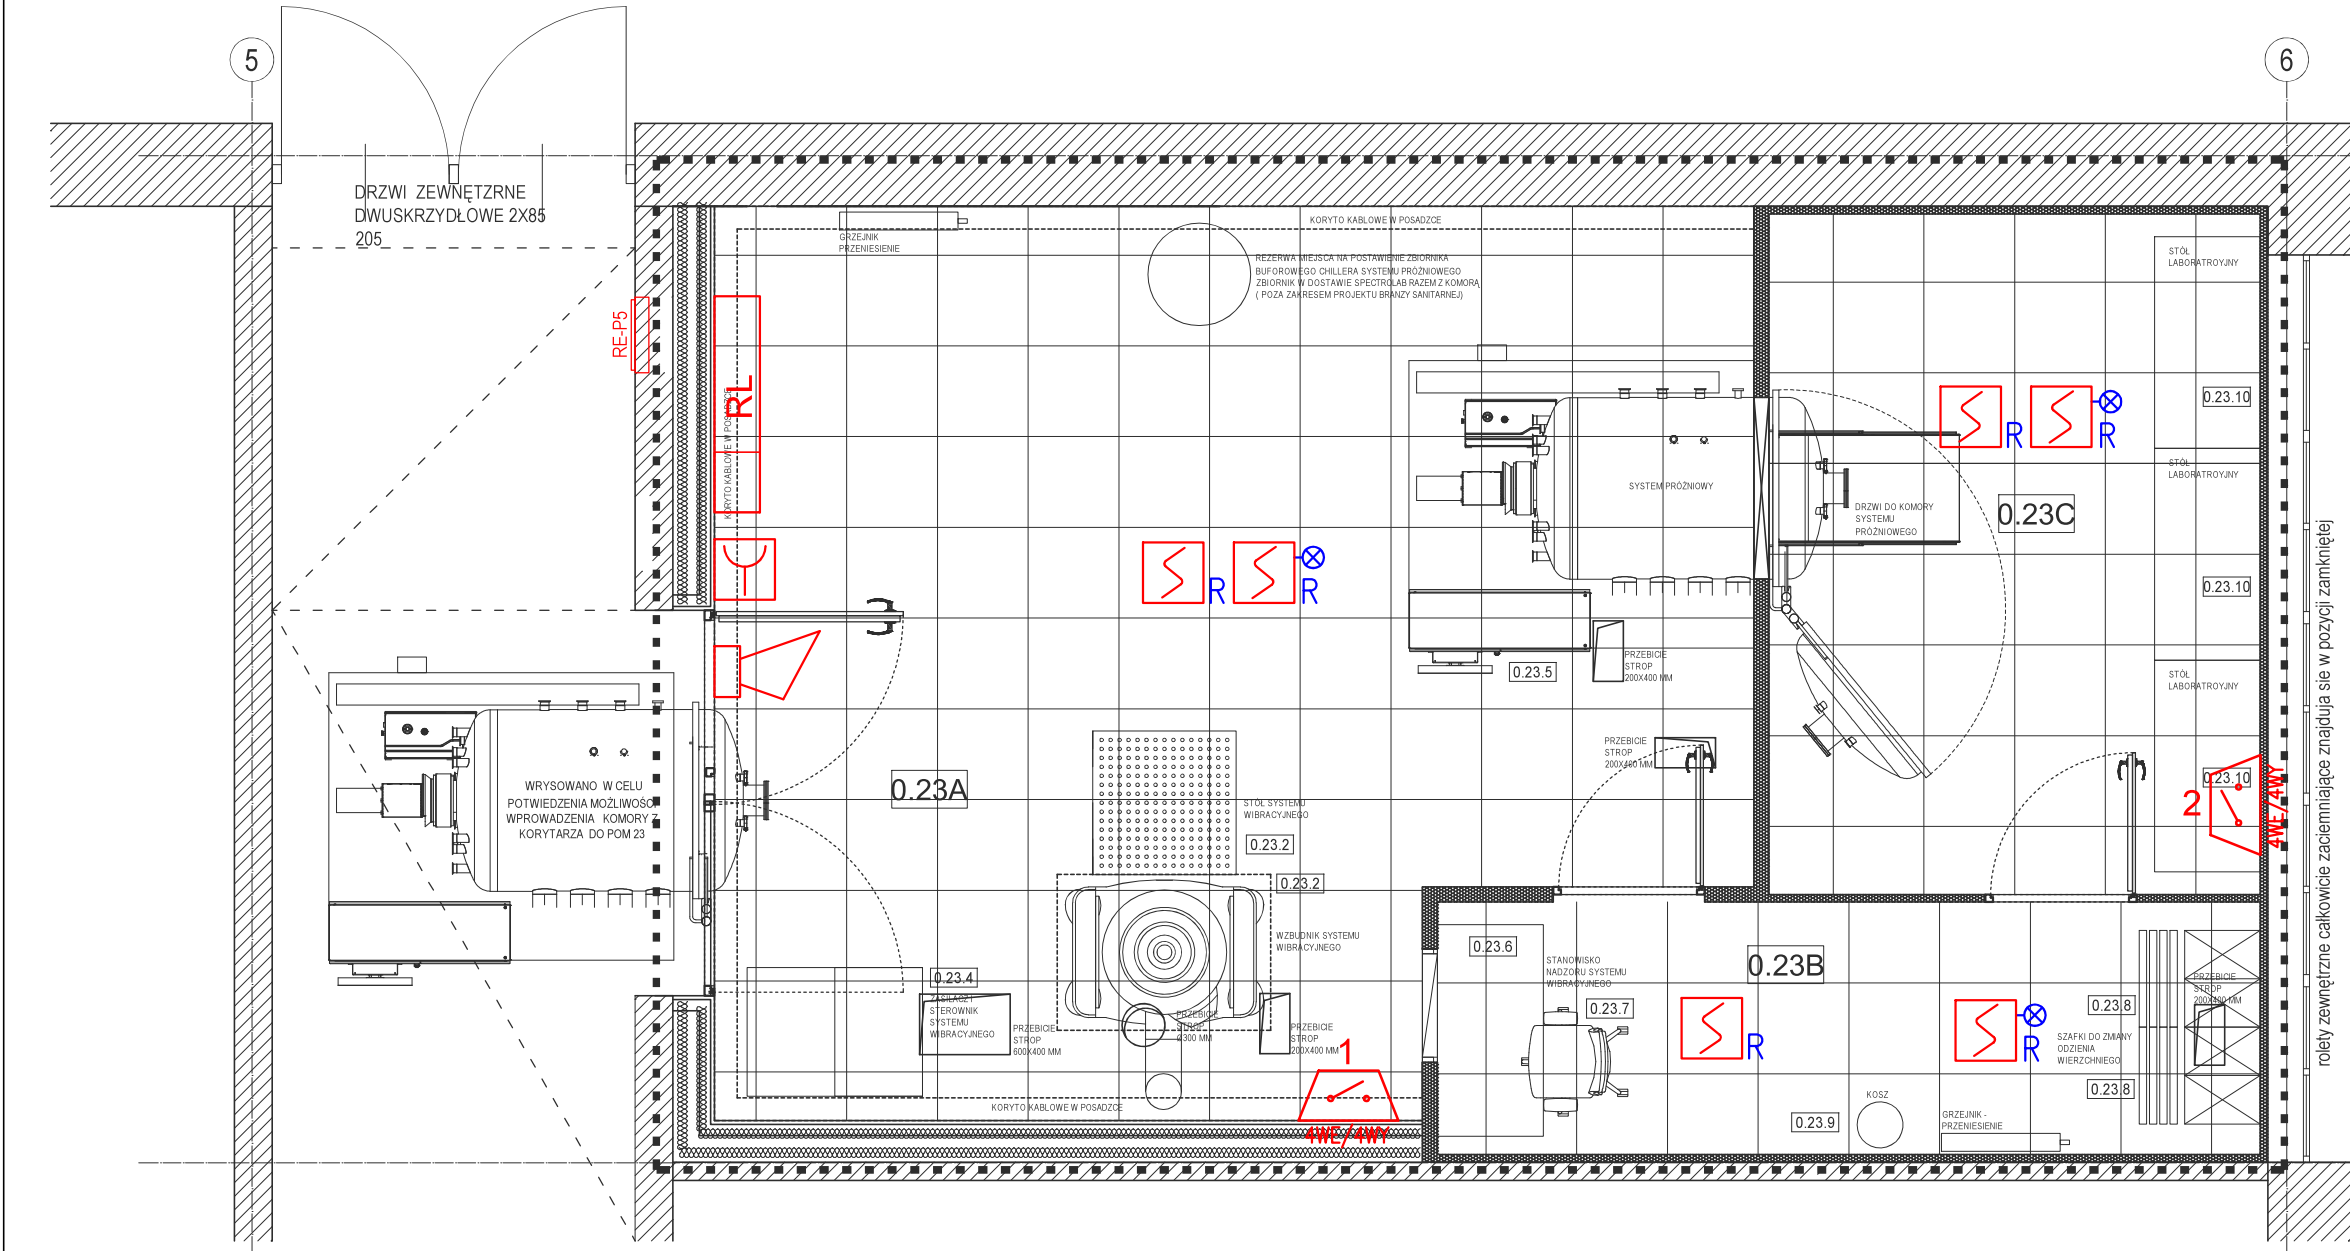 5
6
DRZWI ZEWNĘTZRNE
DWUSKRZYDŁOWE 2X85
205
RE-P5
RL
KORYTO KABLOWE W POSADZCE
GRZEJNIK
PRZENIESIENIE
KORYTO KABLOWE W POSADZCE
REZERWA MIEJSCA NA POSTAWIENIE ZBIORNIKA
BUFOROWEGO CHILLERA SYSTEMU PRÓŻNIOWEGO
ZBIORNIK W DOSTAWIE SPECTROLAB RAZEM Z KOMORĄ
( POZA ZAKRESEM PROJEKTU BRANZY SANITARNEJ)
STÓŁ
LABORATROYJNY
0.23.10
R
R
STÓŁ
LABORATROYJNY
SYSTEM PRÓŻNIOWY
DRZWI DO KOMORY
SYSTEMU
PRÓŻNIOWEGO
0.23C
R
R
0.23.10
0.23.5
PRZEBICIE
STROP
200X400 MM
STÓŁ
LABORATROYJNY
PRZEBICIE
STROP
200X400 MM
0.23.10
2
4WE/4WY
rolety zewnętrzne całkowicie zaciemniające znajduja sie w pozycji zamkniętej
WRYSOWANO W CELU
POTWIEDZENIA MOŻLIWOŚCI
WPROWADZENIA KOMORY Z
KORYTARZA DO POM 23
0.23A
STÓŁ SYSTEMU
WIBRACYJNEGO
0.23.2
0.23.2
WZBUDNIK SYSTEMU
WIBRACYJNEGO
0.23.4
ZASILACZ I
STEROWNIK
SYSTEMU
WIBRACYJNEGO
PRZEBICIE
STROP
600X400 MM
PRZEBICIE
STROP
Ø300 MM
PRZEBICIE
STROP
200X400 MM
1
4WE/4WY
KORYTO KABLOWE W POSADZCE
0.23.6
STANOWISKO
NADZORU SYSTEMU
WIBRACYJNEGO
0.23.7
0.23B
R
R
0.23.8
PRZEBICIE
STROP
200X400 MM
SZAFKI DO ZMIANY
ODZIENIA
WIERZCHNIEGO
0.23.8
KOSZ
0.23.9
GRZEJNIK -
PRZENIESIENIE